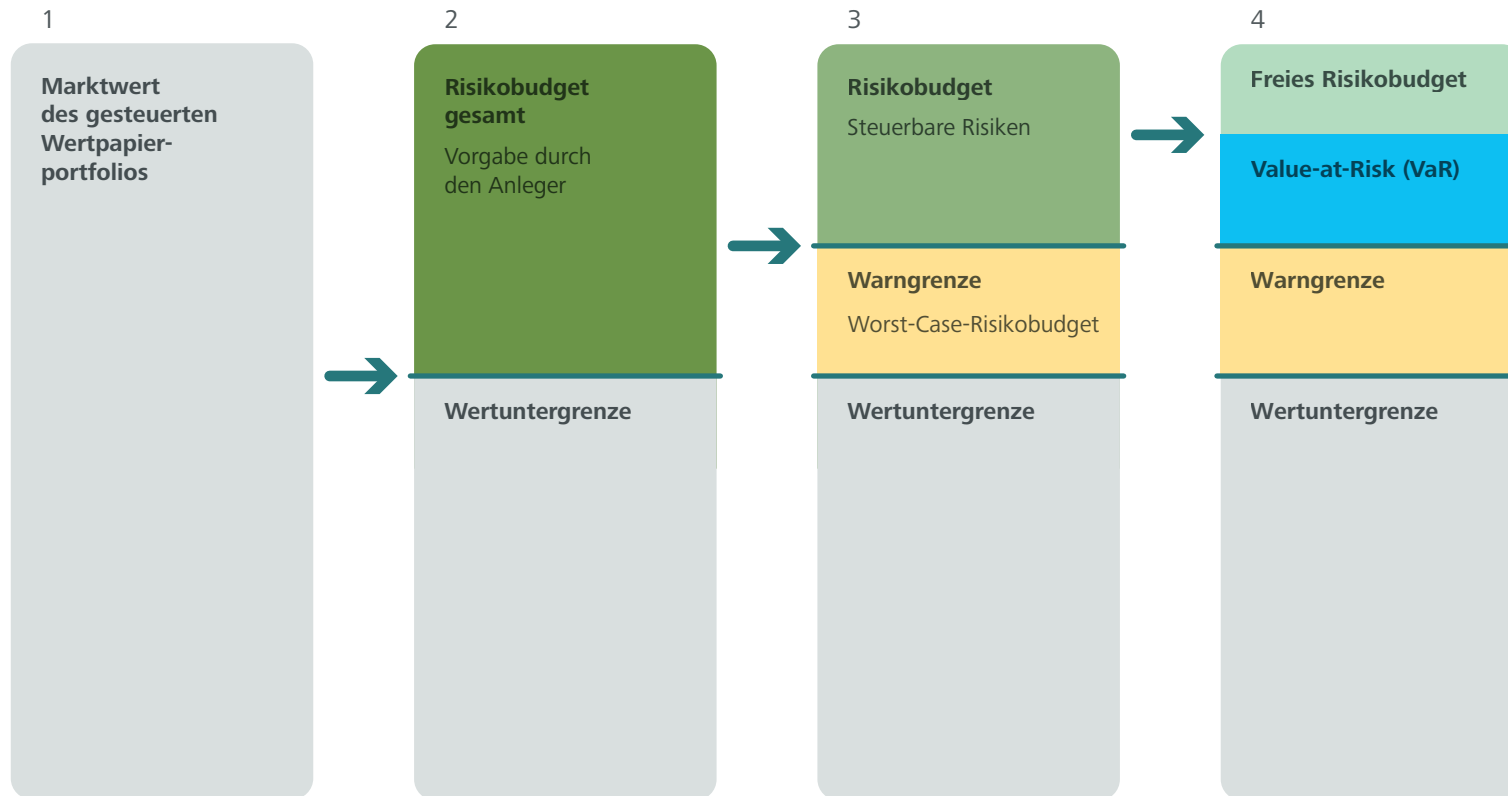 1
Marktwert
des gesteuerten
Wertpapier-
portfolios
2
Risikobudget
gesamt
Vorgabe durch
den Anleger
Wertuntergrenze
3
Risikobudget
Steuerbare Risiken
Warngrenze
Worst-Case-Risikobudget
Wertuntergrenze
4
Freies Risikobudget
Value-at-Risk (VaR)
Warngrenze
Wertuntergrenze